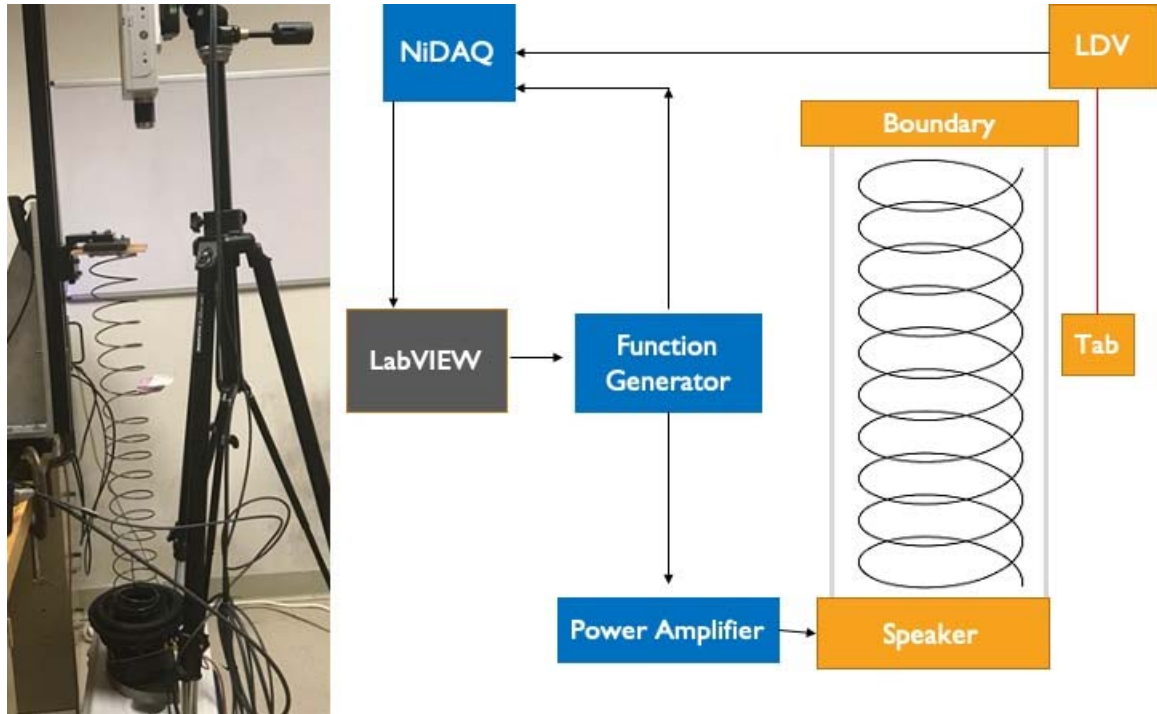 NiDAQ
LDV
Boundary
LabVIEW
Function
Generator
Tab
Power Amplifier
Speaker